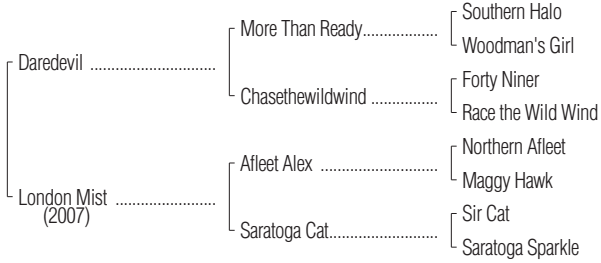 Southern Halo
More Than Ready..................
Woodman's Girl
Daredevil ..............................
Forty Niner
Chasethewildwind ................
Race the Wild Wind
Northern Afleet
Afleet Alex ............................
Maggy Hawk
London Mist ........................
(2007)
Sir Cat
Saratoga Cat..........................
Saratoga Sparkle